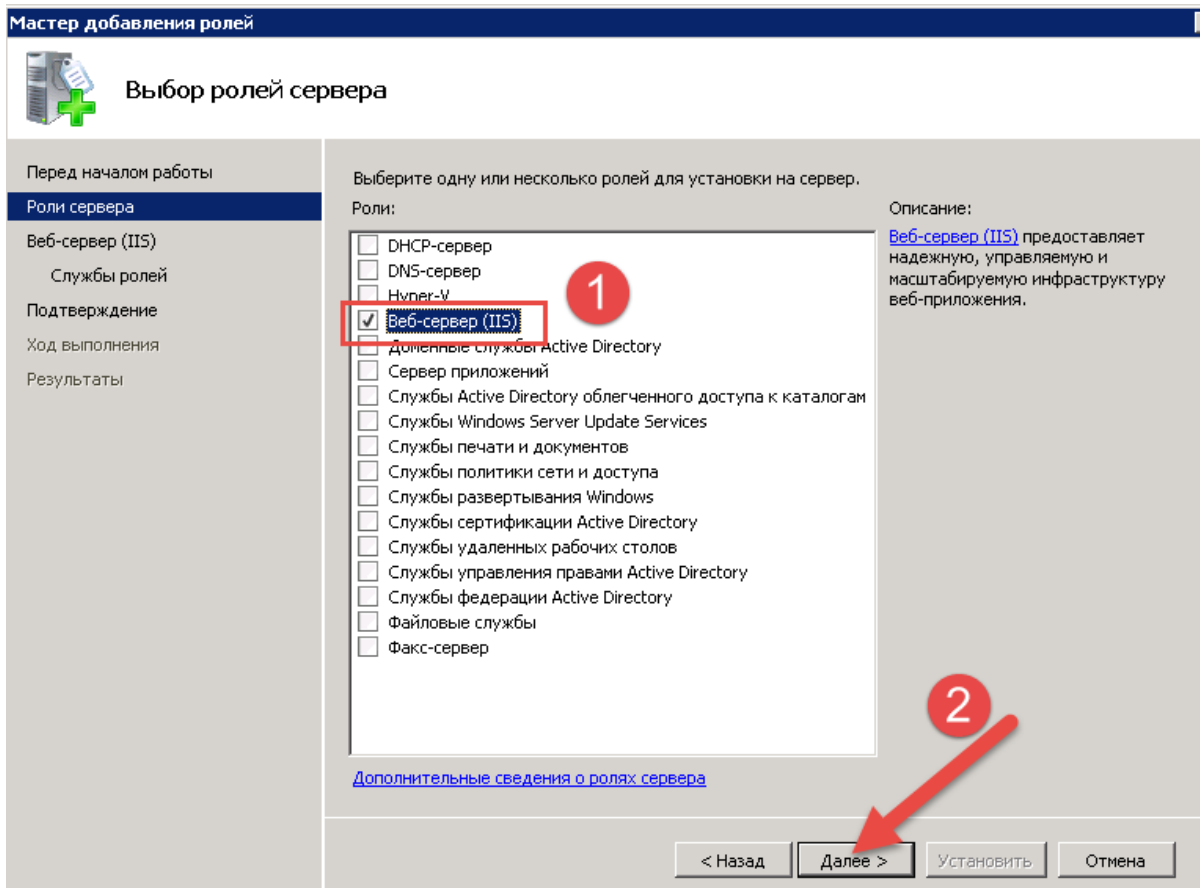 Мастер добавления ролей
Выбор ролей сервера
Перед началом работы
Роли сервера
Веб-сервер (IIS)
Службы ролей
Подтверждение
Ход выполнения
Результаты
Выберите одну или несколько ролей для установки на сервер.
Роли:
DHCP-сервер
DNS-сервер
Hyper-V
Веб-сервер (IIS)
Доменные службы Active Directory
Сервер приложений
Службы Active Directory облегченного доступа к каталогам
Службы Windows Server Update Services
Службы печати и документов
Службы политики сети и доступа
Службы развертывания Windows
Службы сертификации Active Directory
Службы удаленных рабочих столов
Службы управления правами Active Directory
Службы федерации Active Directory
Файловые службы
Факс-сервер
1
Дополнительные сведения о ролях сервера
Описание:
Веб-сервер (IIS) предоставляет
надежную, управляемую и
масштабируемую инфраструктуру
веб-приложения.
2
< Назад
Далее >
Установить
Отмена